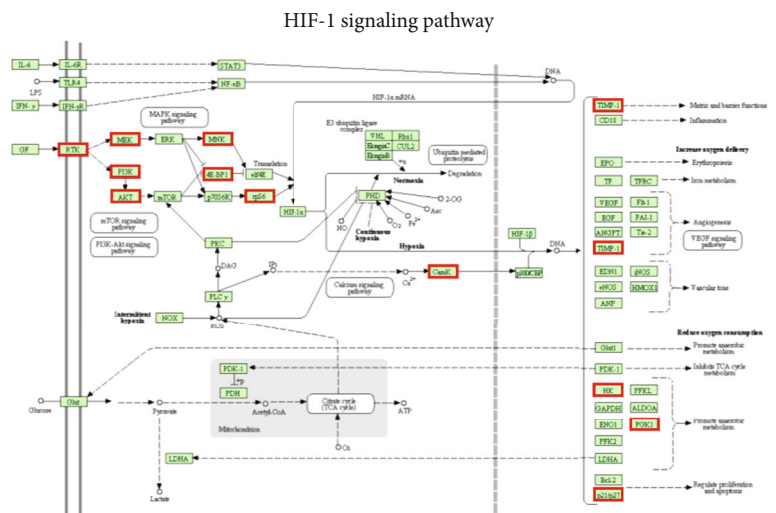 HIF-1 signaling pathway
IL-6
IL-6R
STAT3
DNA
LPS
TLR4
NF-κB
IFN-γ
IFN-γR
HIF-1α mRNA
MAPK signaling
pathway
GF
RTK
MEK
ERK
MNK
PI3K
4E-BP1
eIF4E
Translation
AKT
mTOR
p70S6K
rpS6
HIF-1α
mTOR signaling
pathway
PI3K-Akt signaling
pathway
E3 ubiquitin ligase
complex
VHL
Rbx1
ElonginC
CUL2
ElonginB
+u
Ubiquitin mediated
proteolysis
Normoxia
Degradation
PHD
2-OG
Asc
Fe2+
O2
NO
Continuous
hypoxia
Hypoxia
HIF-1β
DNA
PKC
DAG
IP3
Ca2+
CamK
p300/CBP
PLCγ
Calcium signaling
pathway
Intermittent
hypoxia
NOX
PDK-1
+p
PDH
Mitochondrion
Citrate cycle
(TCA cycle)
ATP
O2
Glucose
Glut
Pyruvate
Acetyl-CoA
LDHA
Lactate
TIMP-1
Matrix and barrier functions
CD18
Inflammation
Increase oxygen delivery
EPO
Erythropoiesis
TF
TFRC
Iron metabolism
VEGF
Flt-1
EGF
PAI-1
Angiogenesis
ANGPT
Tie-2
VEGF signaling
pathway
TIMP-1
EDN1
iNOS
eNOS
HMOX1
Vascular tone
ANP
Reduce oxygen consumption
Glut1
Promote anaerobic
metabolism
PDK-1
Inhibits TCA cycle
metabolism
HK
PFKL
GAPDH
ALDOA
ENO1
PGK1
Promote anaerobic
metabolism
PFK2
LDHA
Bcl-2
p21/p27
Regulate proliferation
and apoptosis